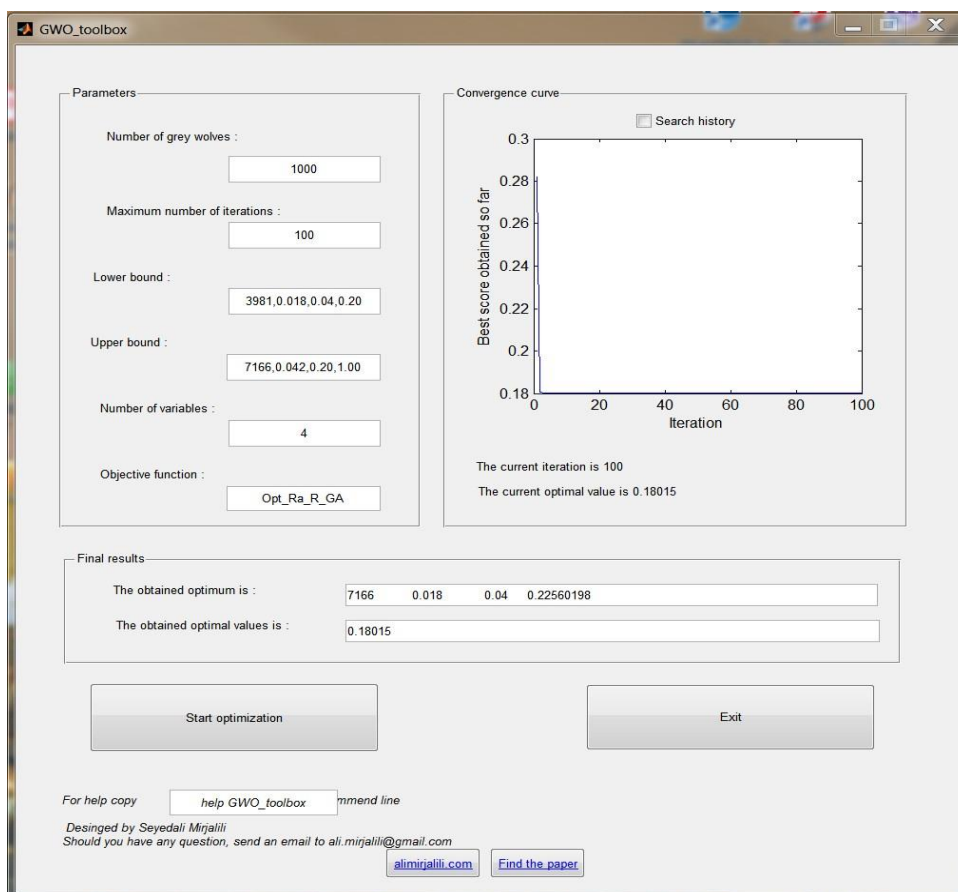 GWO_toolbox
Parameters
Number of grey wolves :
1000
Maximum number of iterations :
100
Lower bound :
3981,0.018,0.04,0.20
Upper bound :
7166,0.042,0.20,1.00
Number of variables :
4
Objective function :
Opt_Ra_R_GA
Convergence curve
Search history
0.3
0.28
0.26
0.24
0.22
0.2
0.18
Best score obtained so far
0 20 40 60 80 100
Iteration
The current iteration is 100
The current optimal value is 0.18015
Final results
The obtained optimum is :
7166 0.018 0.04 0.22560198
The obtained optimal values is :
0.18015
Start optimization
Exit
For help copy help GWO_toolbox mmend line
Desinged by Seyedali Mirjalili
Should you have any question, send an email to ali.mirjalili@gmail.com
alimirjalili.com Find the paper